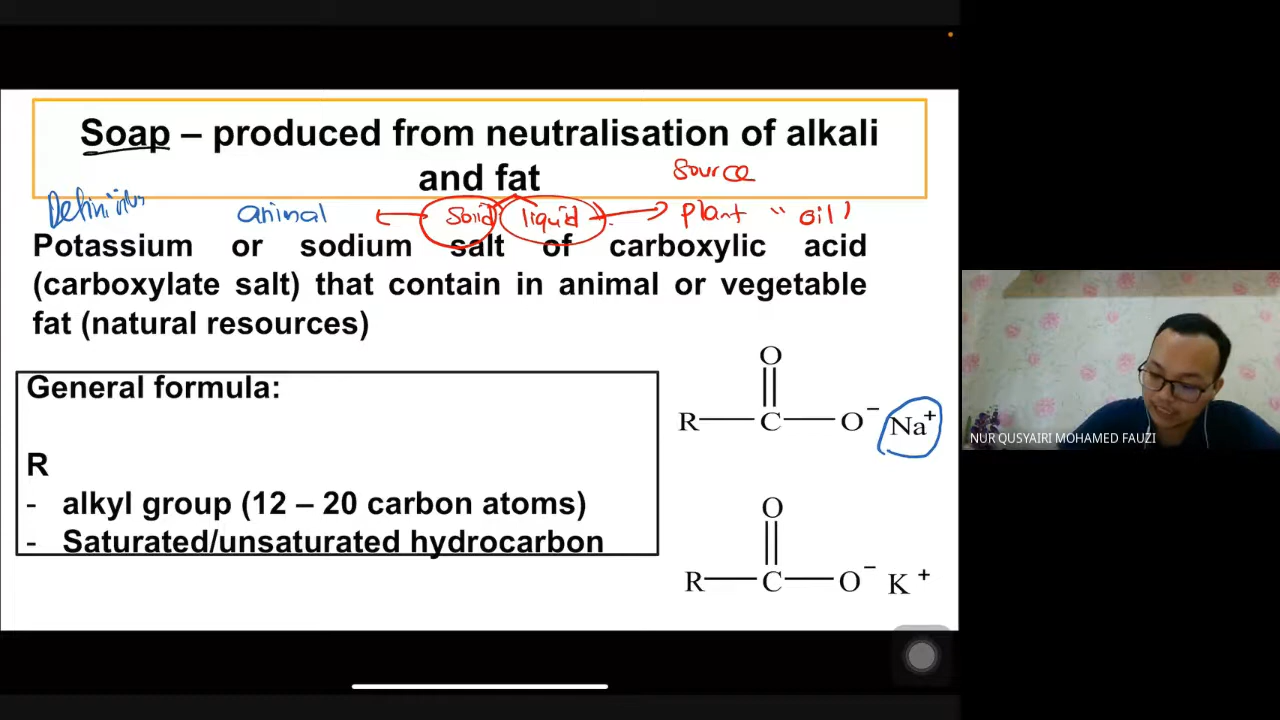 Soap – produced from neutralisation of alkali
and fat
source
Definition animal solid liquid plant "oil"
Potassium or sodium salt of carboxylic acid
(carboxylate salt) that contain in animal or vegetable
fat (natural resources)
General formula:
R
- alkyl group (12 – 20 carbon atoms)
- Saturated/unsaturated hydrocarbon
O
R C O⁻ Na⁺
O
R C O⁻ K⁺
NUR QUSYAIRI MOHAMED FAUZI